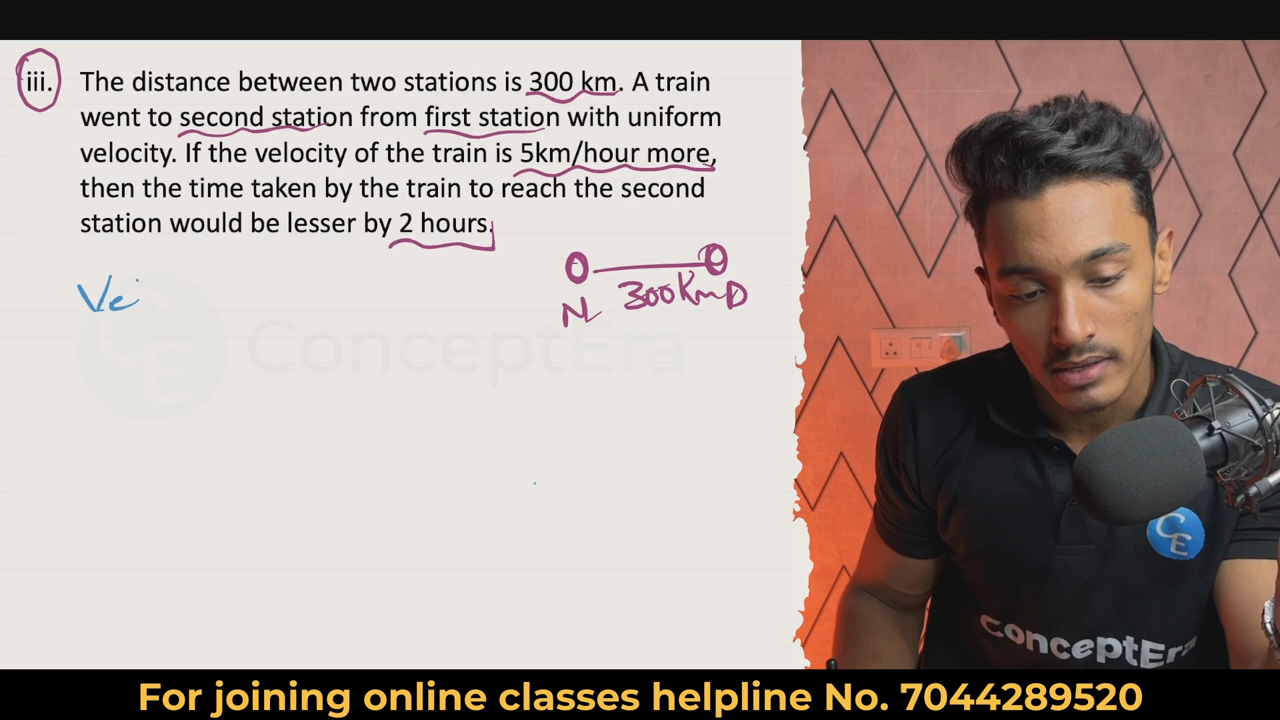 iii. The distance between two stations is 300 km. A train
went to second station from first station with uniform
velocity. If the velocity of the train is 5km/hour more,
then the time taken by the train to reach the second
station would be lesser by 2 hours.
300 Km D
Ve
ConceptEra
CE
CE
ConceptEra
For joining online classes helpline No. 7044289520